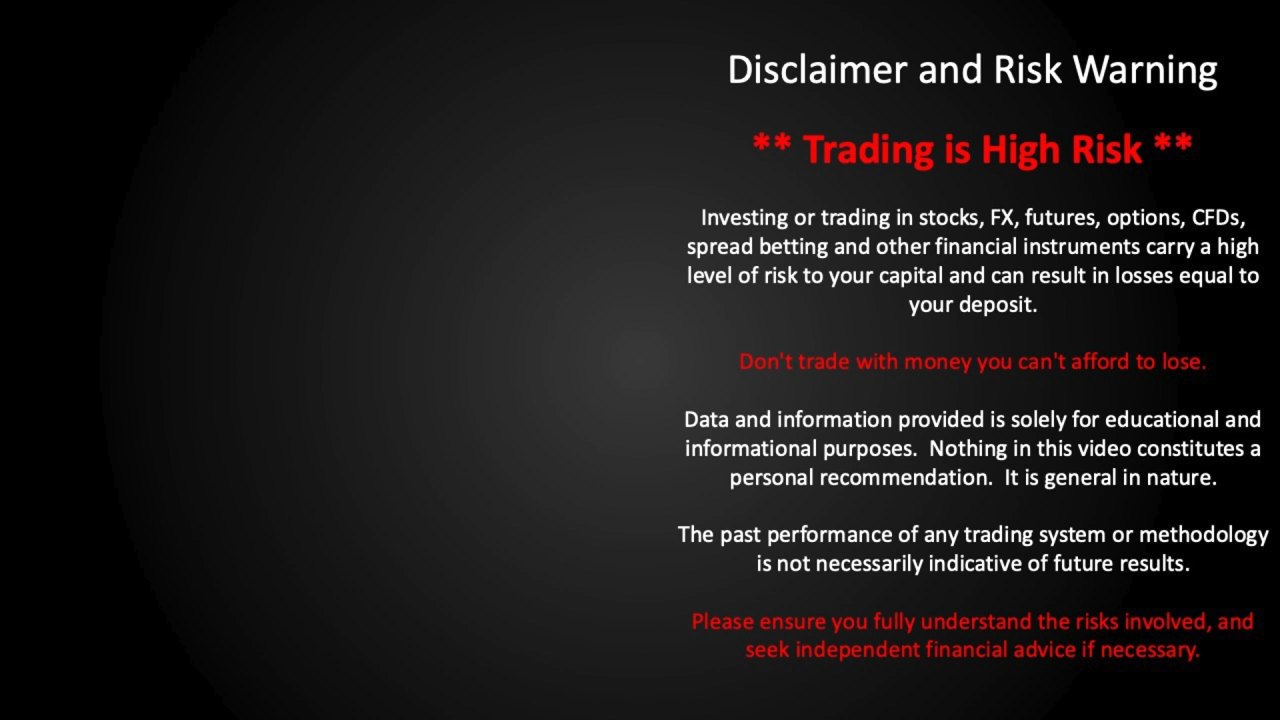 Disclaimer and Risk Warning
** Trading is High Risk **
Investing or trading in stocks, FX, futures, options, CFDs,
spread betting and other financial instruments carry a high
level of risk to your capital and can result in losses equal to
your deposit.
Don't trade with money you can't afford to lose.
Data and information provided is solely for educational and
informational purposes.  Nothing in this video constitutes a
personal recommendation.  It is general in nature.
The past performance of any trading system or methodology
is not necessarily indicative of future results.
Please ensure you fully understand the risks involved, and
seek independent financial advice if necessary.